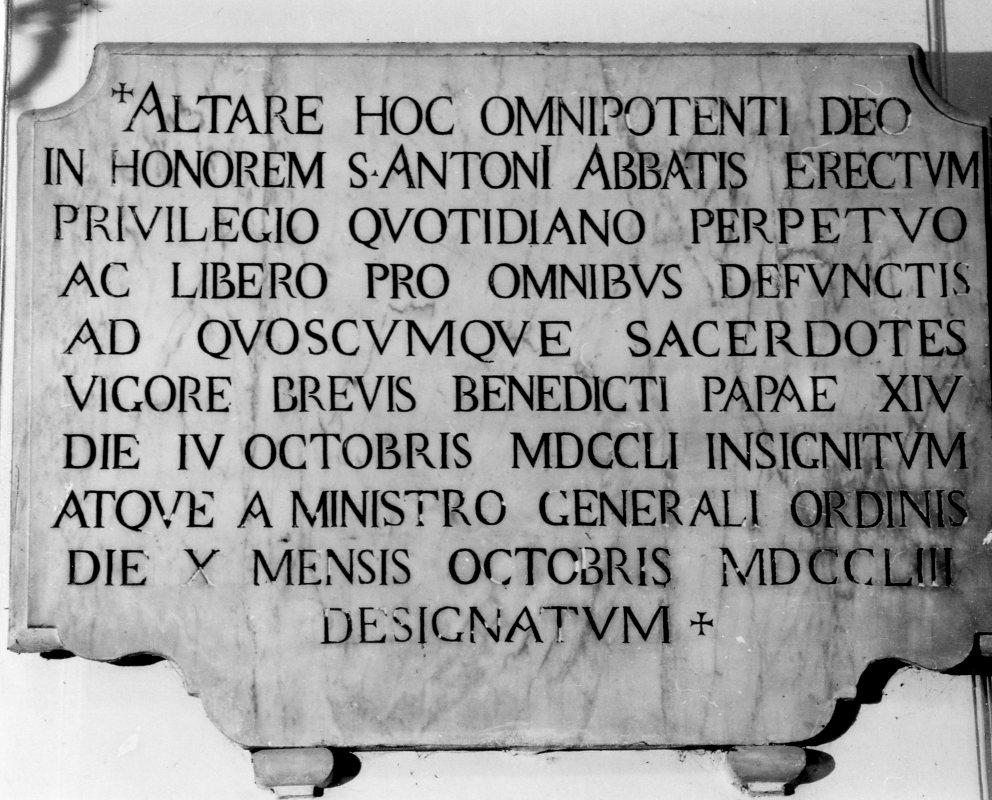 +ALTARE HOC OMNIPOTENTI DEO
IN HONOREM S·ANTONI ABBATIS ERECTVM
PRIVILEGIO QVOTIDIANO PERPETVO
AC LIBERO PRO OMNIBVS DEFVNCTIS
AD QVOSCVMQVE SACERDOTES
VIGORE BREVIS BENEDICTI PAPAE XIV
DIE IV OCTOBRIS MDCCLI INSIGNITVM
ATQVE A MINISTRO GENERALI ORDINIS
DIE X MENSIS OCTOBRIS MDCCLIII
DESIGNATVM +